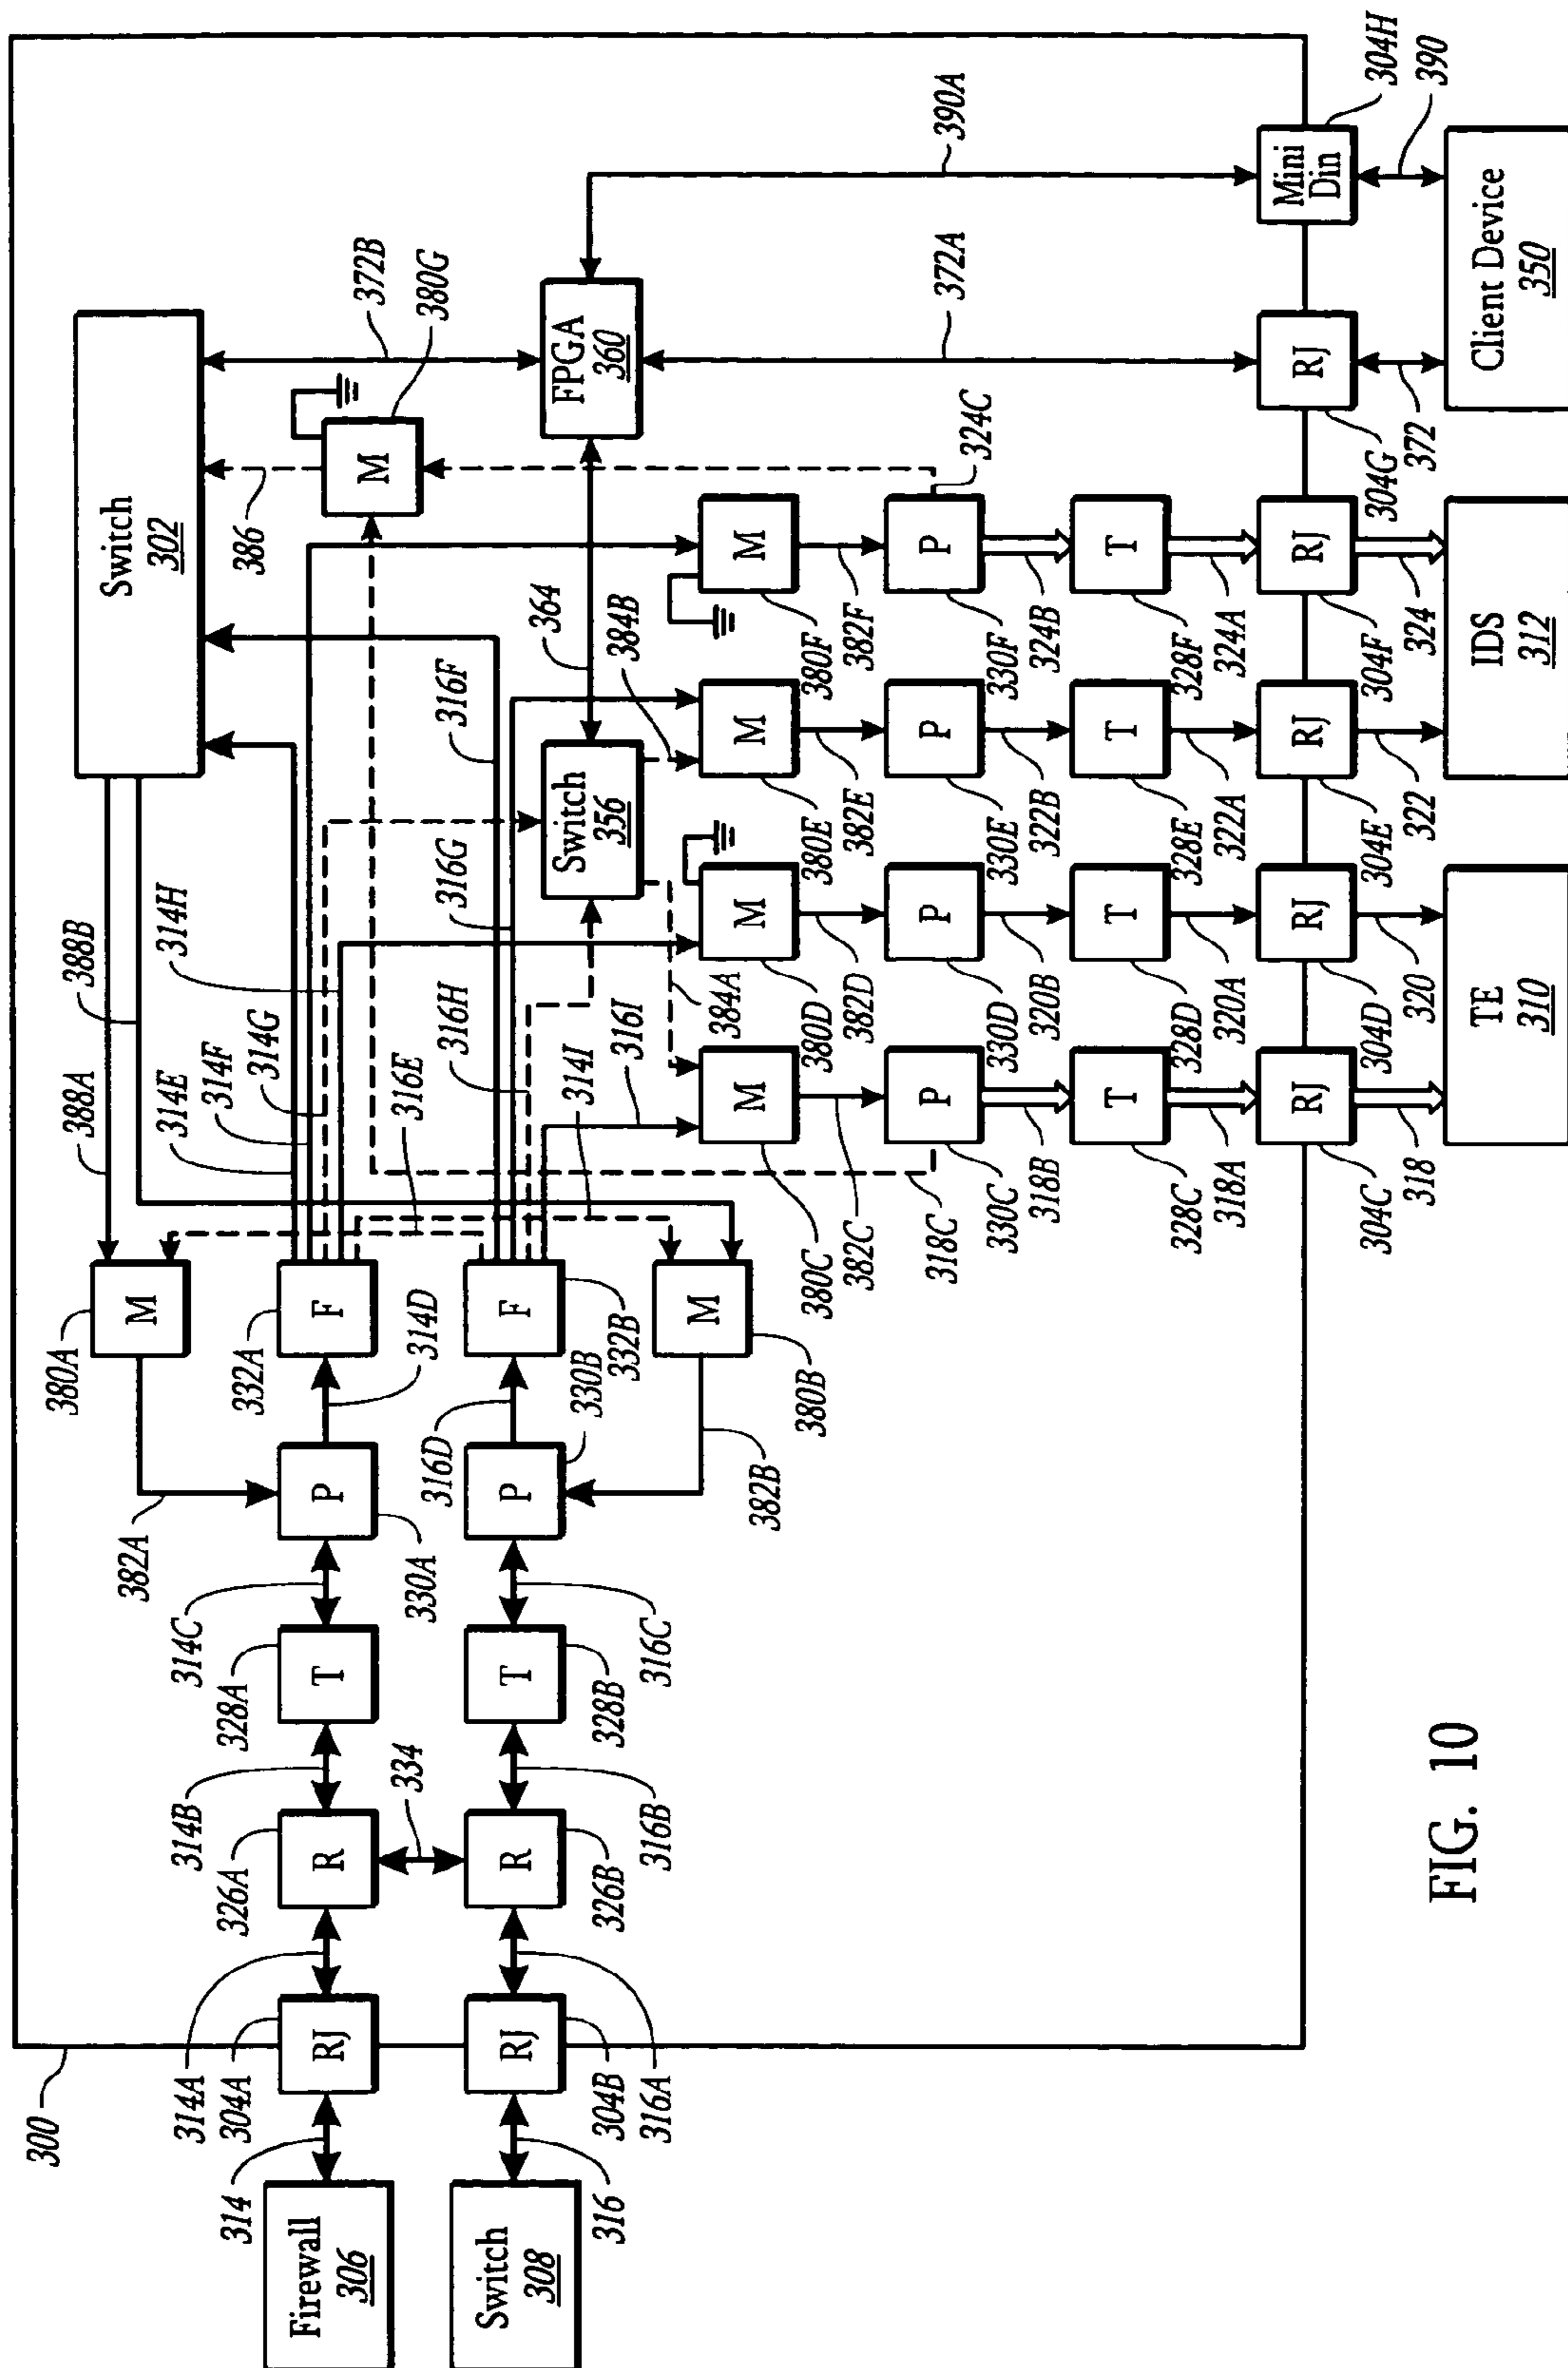 300
314
314A
304A
314B
326A
328A
314C
382A
380A
332A
388A
388B
314E
314F
314G
314H
316E
316G
316F
316H
314I
316I
Switch
302
386
372B
380G
M
M
Firewall
306
RJ
R
T
P
F
314D
330A
334
Switch
308
RJ
R
T
P
F
316
304B
316A
326B
316B
328B
316C
316D
330B
332B
382B
380B
M
364
384B
384A
Switch
356
FPGA
360
390A
372A
M
M
M
M
380C
382C
380D
382D
380E
382E
380F
382F
P
P
P
P
318C
324C
330C
318B
330D
320B
330E
322B
330F
324B
T
T
T
T
328C
318A
328D
320A
328E
322A
328F
324A
RJ
RJ
RJ
RJ
RJ
Mini
Din
304C
318
304D
320
304E
322
304F
324
304G
372
304H
390
TE
310
IDS
312
Client Device
350
FIG. 10